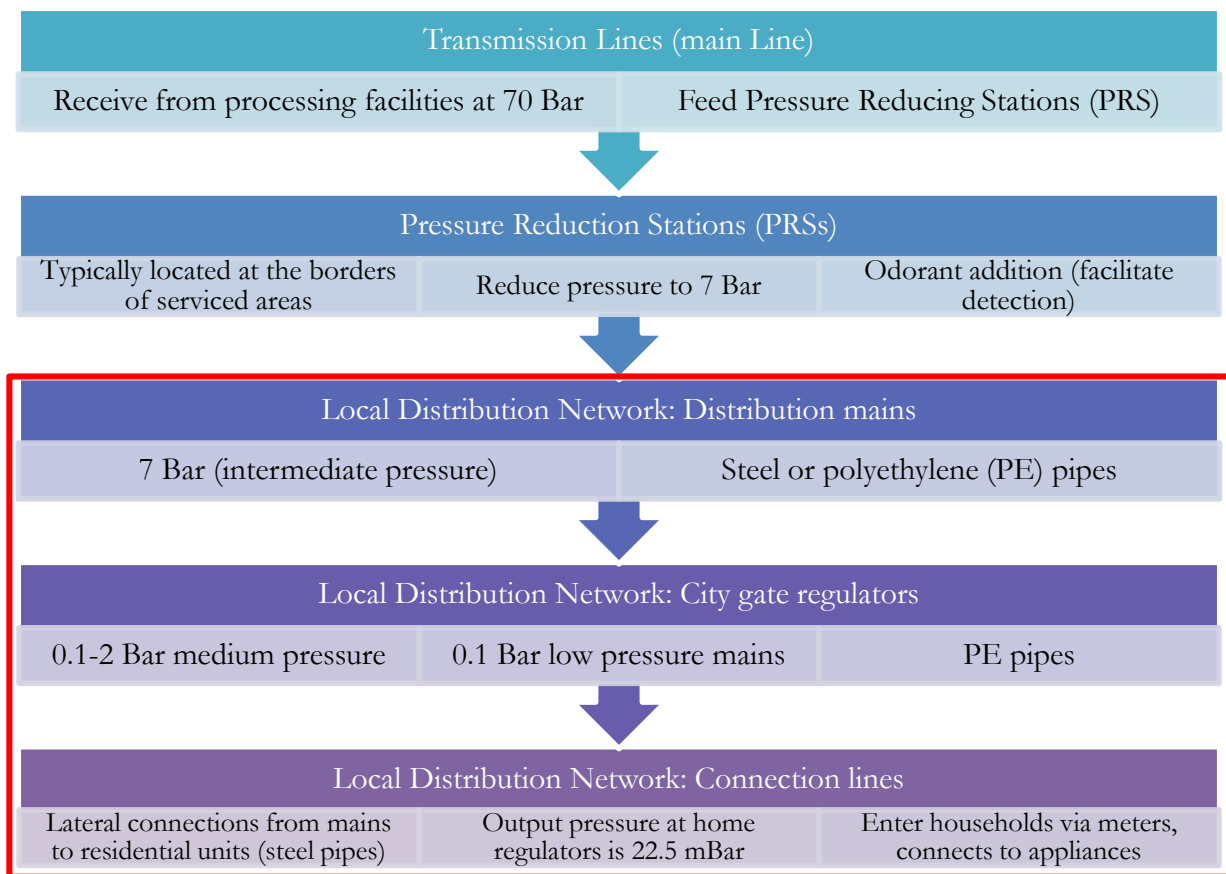 Transmission Lines (main Line)
Receive from processing facilities at 70 Bar
Feed Pressure Reducing Stations (PRS)
Pressure Reduction Stations (PRSs)
Typically located at the borders
of serviced areas
Reduce pressure to 7 Bar
Odorant addition (facilitate
detection)
Local Distribution Network: Distribution mains
7 Bar (intermediate pressure)
Steel or polyethylene (PE) pipes
Local Distribution Network: City gate regulators
0.1-2 Bar medium pressure
0.1 Bar low pressure mains
PE pipes
Local Distribution Network: Connection lines
Lateral connections from mains
to residential units (steel pipes)
Output pressure at home
regulators is 22.5 mBar
Enter households via meters,
connects to appliances